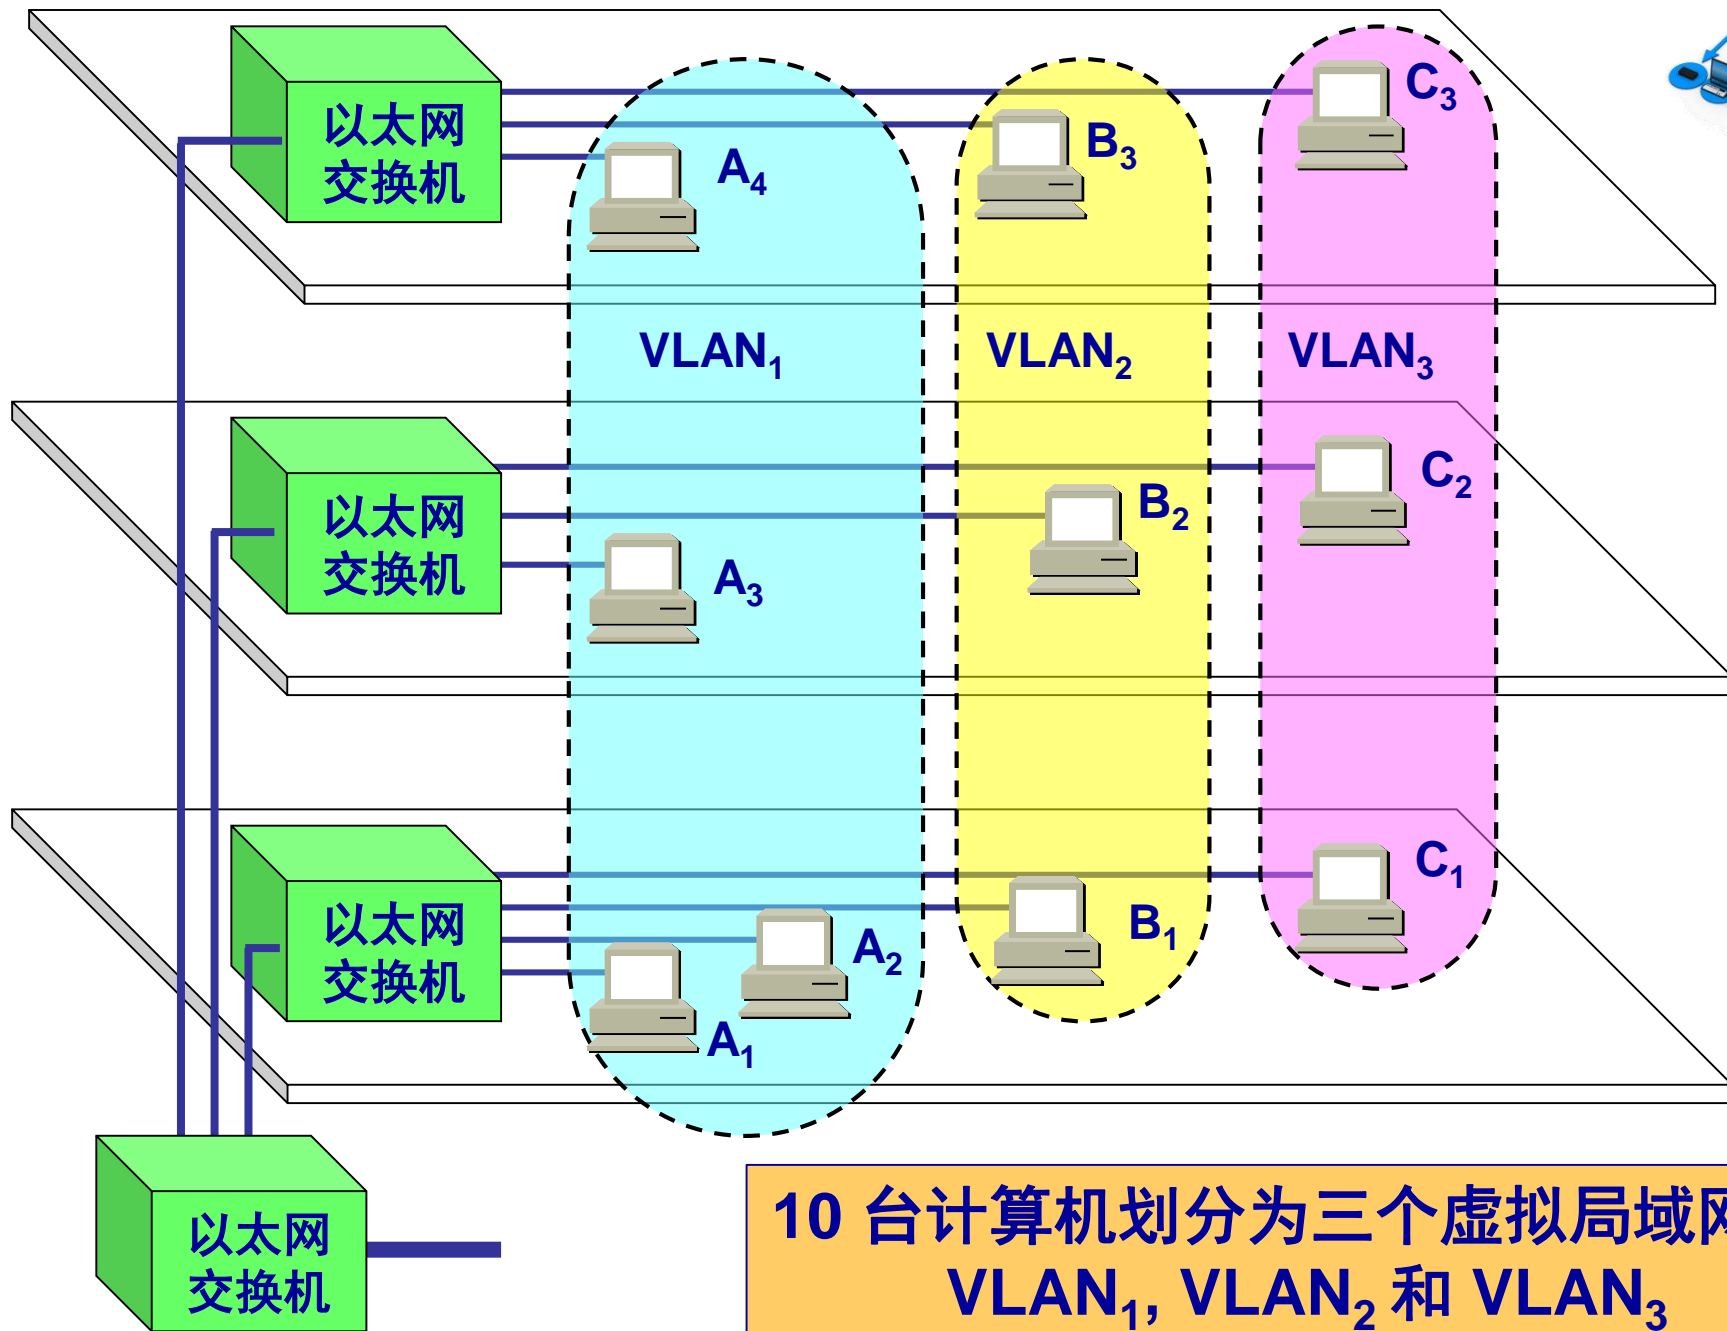 以太网
交换机
A₄
B₃
C₃
VLAN₁
VLAN₂
VLAN₃
以太网
交换机
A₃
B₂
C₂
以太网
交换机
A₁
A₂
B₁
C₁
以太网
交换机
10 台计算机划分为三个虚拟局域网
VLAN₁, VLAN₂ 和 VLAN₃